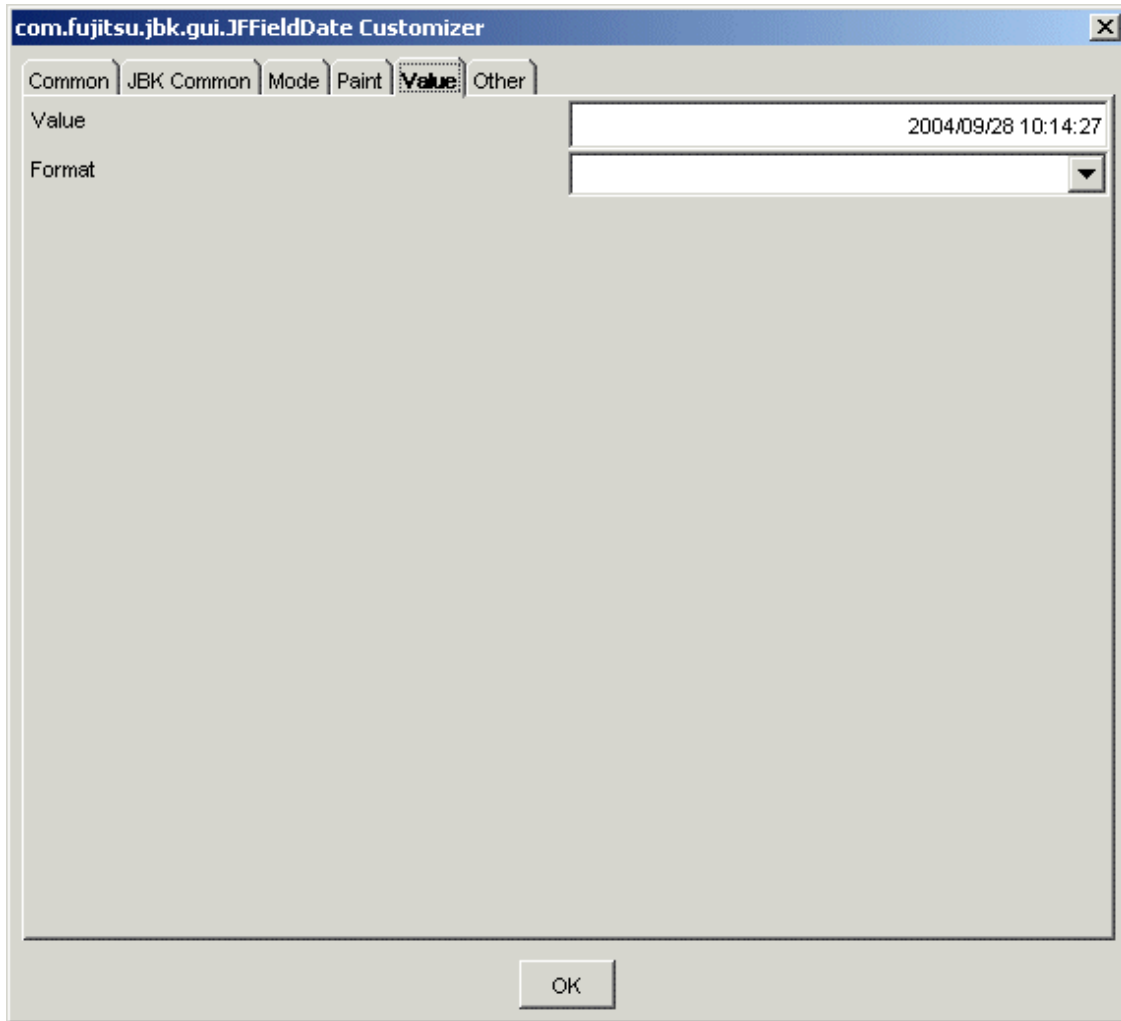 com.fujitsu.jbk.gui.JFFieldDate Customizer
Common JBK Common Mode Paint Value Other
Value 2004/09/28 10:14:27
Format
OK